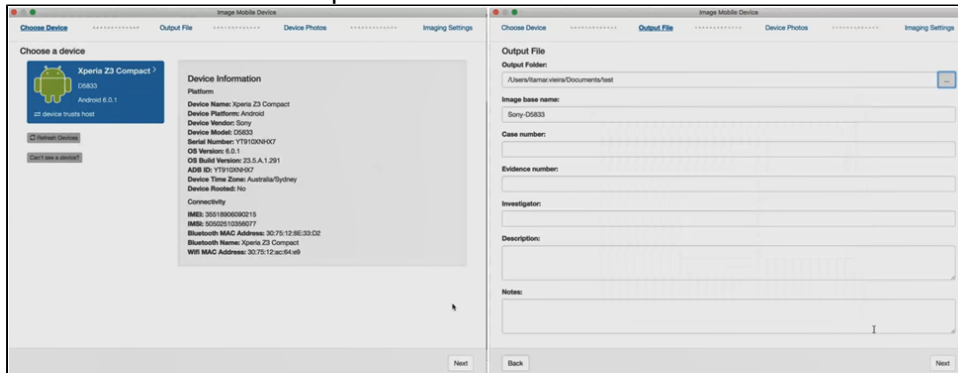 Image Mobile Device
Choose Device
Output File
Device Photos
Imaging Settings
Choose a device
Xperia Z3 Compact
D5833
Android 6.0.1
device trusts host
Refresh Devices
Can't see a device?
Device Information
Platform
Device Name: Xperia Z3 Compact
Device Platform: Android
Device Vendor: Sony
Device Model: D5833
Serial Number: YT910XNHX7
OS Version: 6.0.1
OS Build Version: 23.5.A.1.291
ADB ID: YT910XNHX7
Device Time Zone: Australia/Sydney
Device Rooted: No
Connectivity
IMEI: 35518906090215
IMSI: 50502510356077
Bluetooth MAC Address: 30:75:12:8E:33:D2
Bluetooth Name: Xperia Z3 Compact
Wifi MAC Address: 30:75:12:ac:64:e9
Next
Image Mobile Device
Choose Device
Output File
Device Photos
Imaging Settings
Output File
Output Folder:
/Users/itamar.vieira/Documents/test
...
Image base name:
Sony-D5833
Case number:
Evidence number:
Investigator:
Description:
Notes:
Back
Next